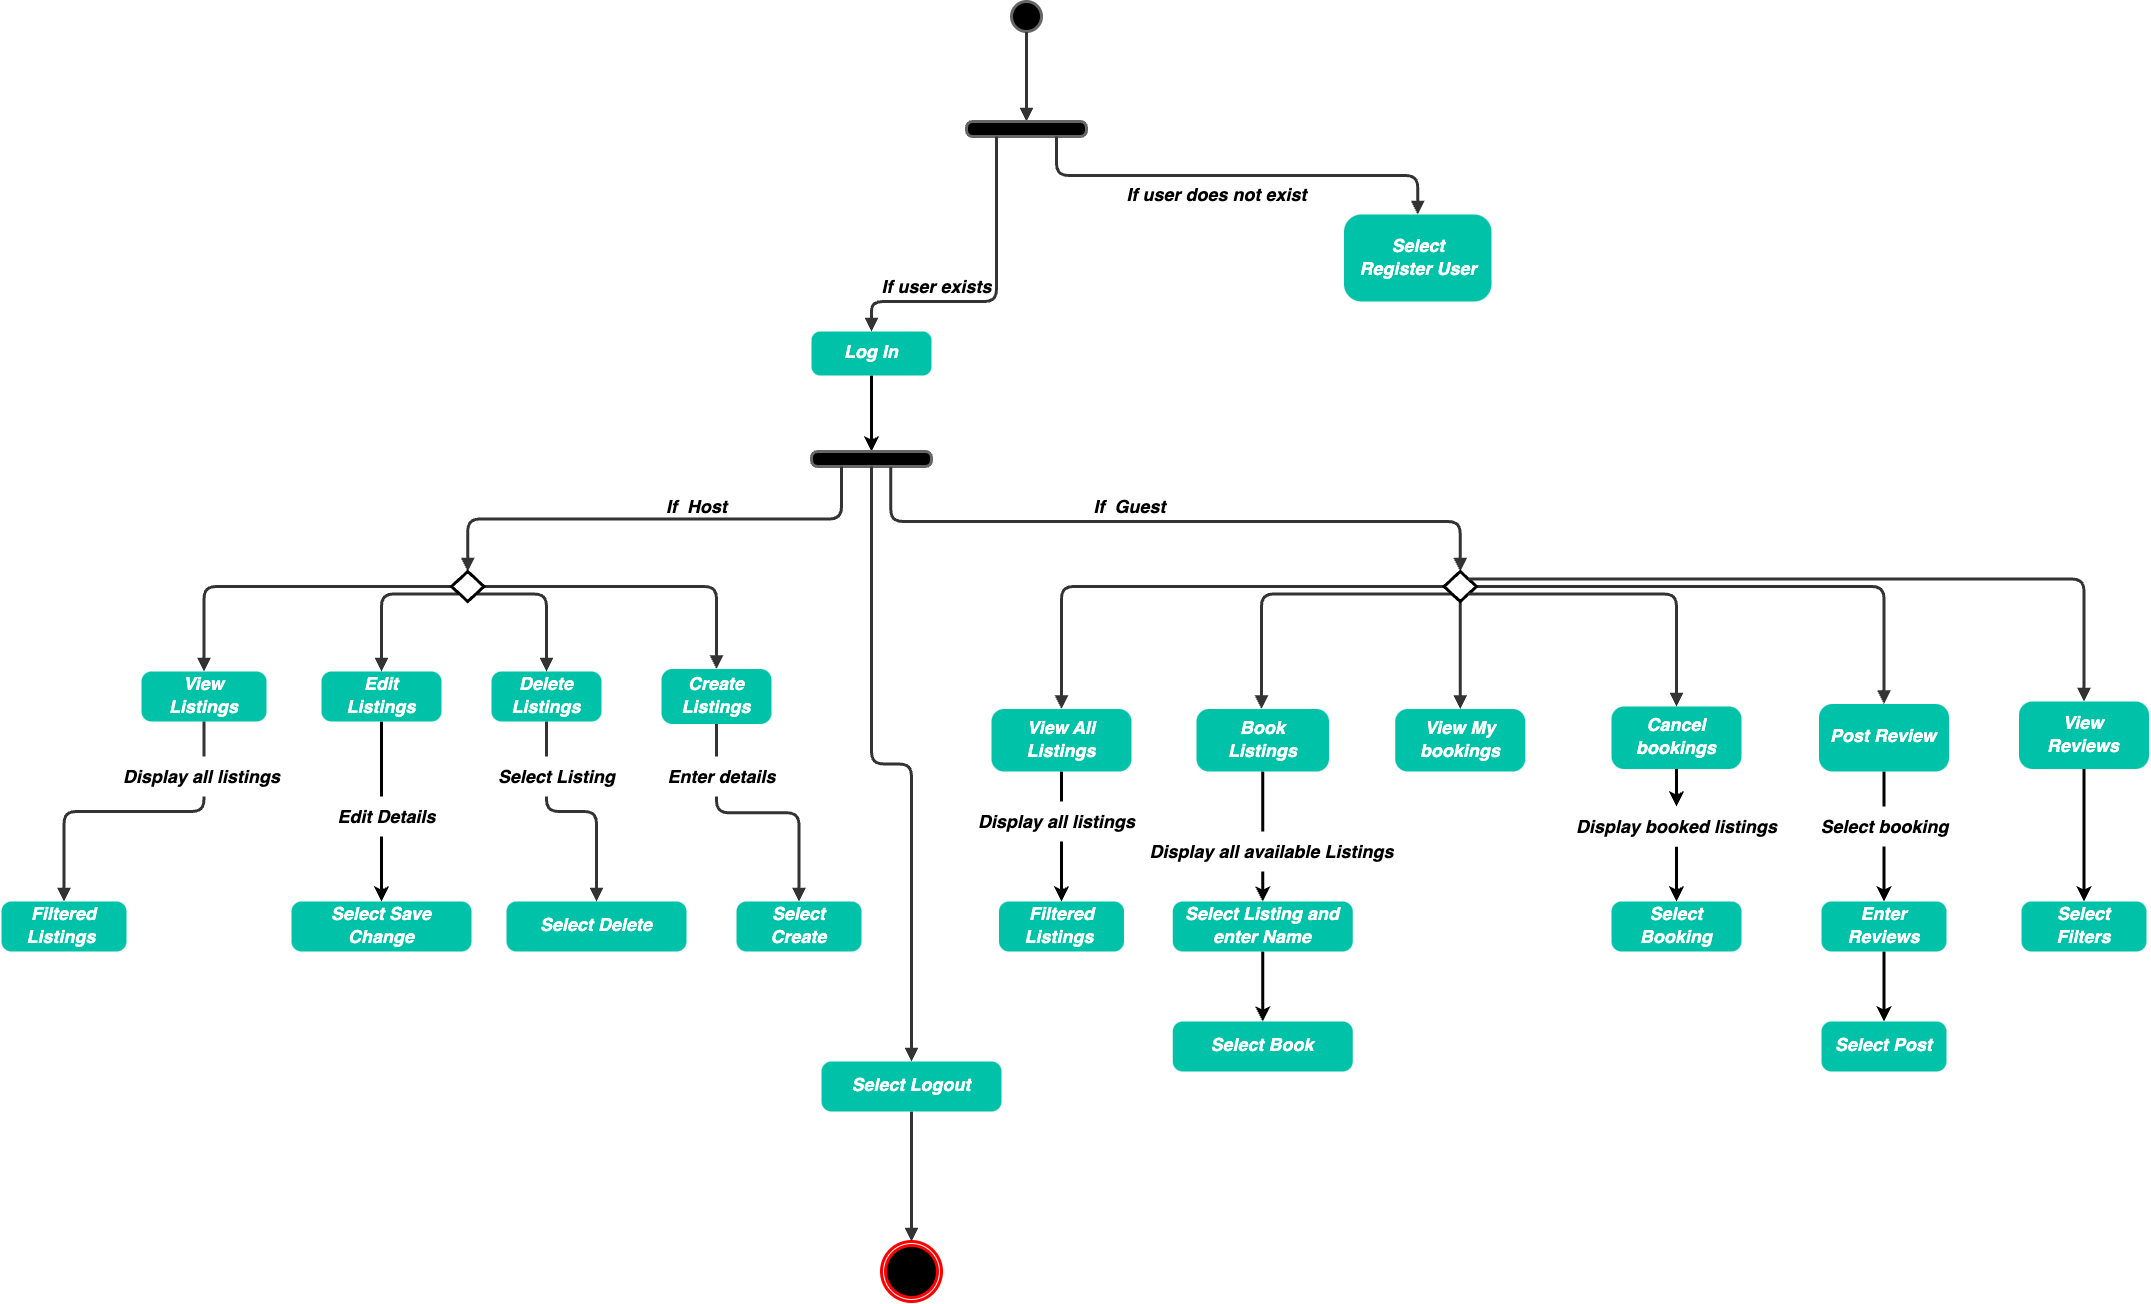 If user does not exist
Select
Register User
If user exists
Log In
If  Host
If  Guest
View
Listings
Edit
Listings
Delete
Listings
Create
Listings
View All
Listings
Book
Listings
View My
bookings
Cancel
bookings
Post Review
View
Reviews
Display all listings
Edit Details
Select Listing
Enter details
Display all listings
Display all available Listings
Display booked listings
Select booking
Filtered
Listings
Select Save
Change
Select Delete
Select
Create
Filtered
Listings
Select Listing and
enter Name
Select
Booking
Enter
Reviews
Select
Filters
Select Book
Select Post
Select Logout